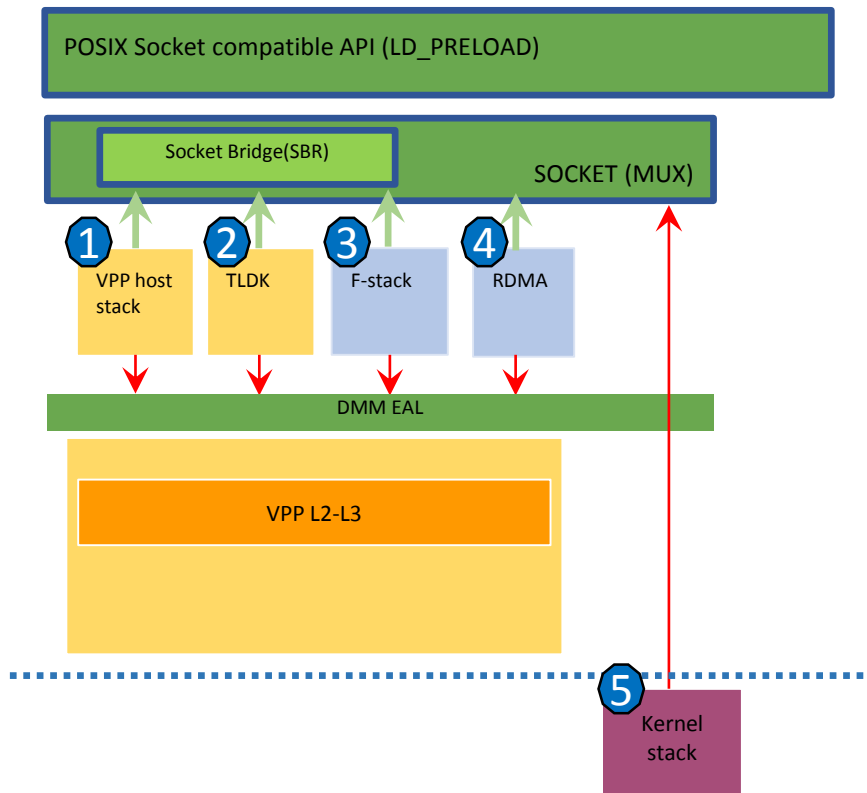 POSIX Socket compatible API (LD_PRELOAD)
Socket Bridge(SBR)
SOCKET (MUX)
1
2
3
4
VPP host
stack
TLDK
F-stack
RDMA
DMM EAL
VPP L2-L3
5
Kernel
stack